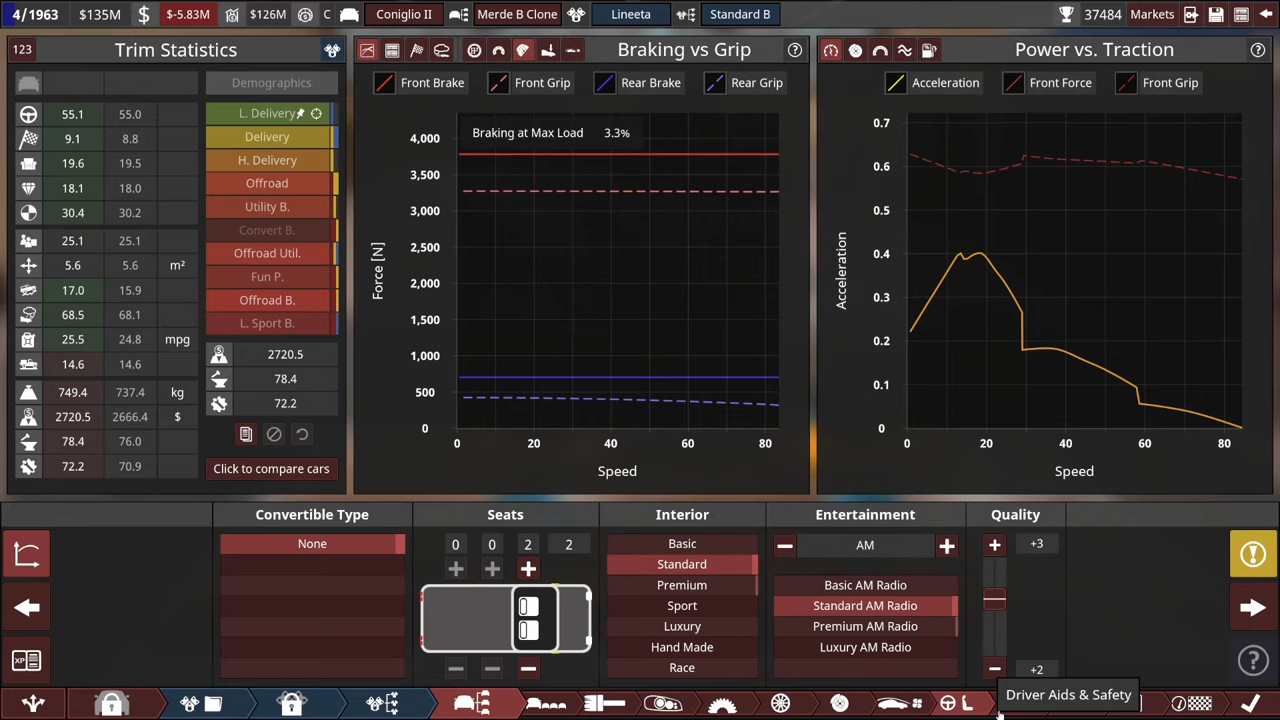 4/1963 $135M $ $-5.83M $126M C Coniglio II Merde B Clone Lineeta Standard B 37484 Markets
123 Trim Statistics
Braking vs Grip ?
Power vs. Traction ?
Demographics
Front Brake Front Grip Rear Brake Rear Grip
Acceleration Front Force Front Grip
55.1 55.0
9.1 8.8
19.6 19.5
18.1 18.0
30.4 30.2
25.1 25.1
5.6 5.6 m²
17.0 15.9
68.5 68.1
25.5 24.8 mpg
14.6 14.6
749.4 737.4 kg
2720.5 2666.4 $
78.4 76.0
72.2 70.9
L. Delivery
Delivery
H. Delivery
Offroad
Utility B.
Convert B.
Offroad Util.
Fun P.
Offroad B.
L. Sport B.
2720.5
78.4
72.2
Click to compare cars
Braking at Max Load 3.3%
4,000
3,500
3,000
2,500
2,000
1,500
1,000
500
0
Force [N]
0 20 40 60 80
Speed
0.7
0.6
0.5
0.4
0.3
0.2
0.1
0
Acceleration
0 20 40 60 80
Speed
Convertible Type
None
Seats
0 0 2 2
Interior
Basic
Standard
Premium
Sport
Luxury
Hand Made
Race
Entertainment
AM
Basic AM Radio
Standard AM Radio
Premium AM Radio
Luxury AM Radio
Quality
+3
+2
XP
?
Driver Aids & Safety